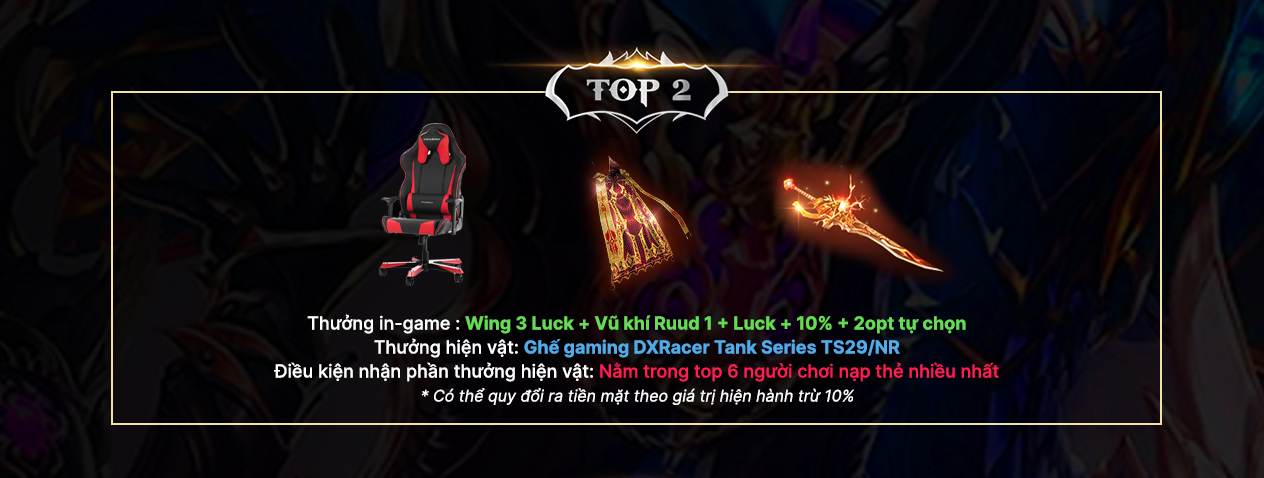 TOP 2
Thưởng in-game : Wing 3 Luck + Vũ khí Ruud 1 + Luck + 10% + 2opt tự chọn
Thưởng hiện vật: Ghế gaming DXRacer Tank Series TS29/NR
Điều kiện nhận phần thưởng hiện vật: Nằm trong top 6 người chơi nạp thẻ nhiều nhất
* Có thể quy đổi ra tiền mặt theo giá trị hiện hành trừ 10%